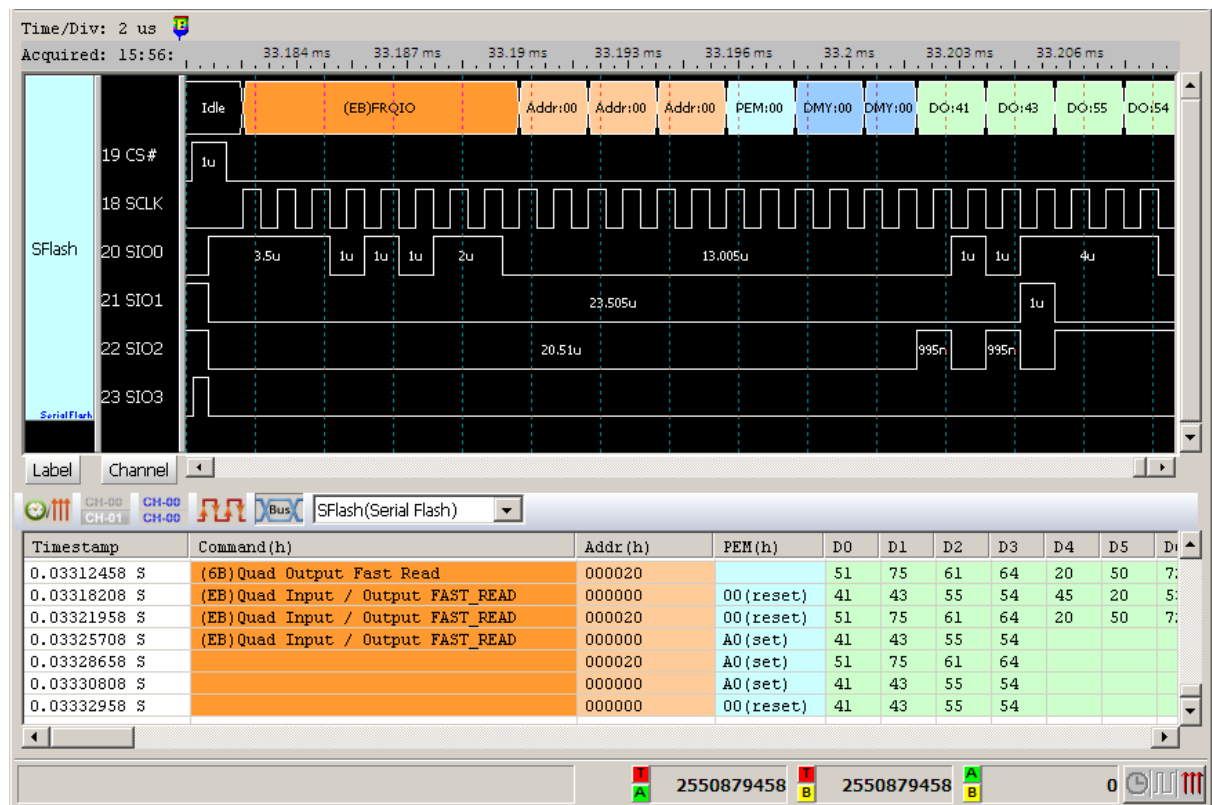 Time/Div: 2 us
Acquired: 15:56: 33.184 ms 33.187 ms 33.19 ms 33.193 ms 33.196 ms 33.2 ms 33.203 ms 33.206 ms
Idle (EB)FRQIO Addr:00 Addr:00 Addr:00 PEM:00 DMY:00 DMY:00 DO:41 DO:43 DO:55 DO:54
19 CS# 1u
18 SCLK
SFlash
20 SIO0 3.5u 1u 1u 1u 2u 13.005u 1u 1u 4u
21 SIO1 23.505u 1u
22 SIO2 20.51u 995n 995n
23 SIO3
Serial Flash
Label Channel
CH-00 CH-00
CH-01 CH-00
Bus SFlash(Serial Flash)
Timestamp Command(h) Addr(h) PEM(h) D0 D1 D2 D3 D4 D5
0.03312458 S (6B)Quad Output Fast Read 000020 51 75 61 64 20 50
0.03318208 S (EB)Quad Input / Output FAST_READ 000000 00(reset) 41 43 55 54 45 20
0.03321958 S (EB)Quad Input / Output FAST_READ 000020 00(reset) 51 75 61 64 20 50
0.03325708 S (EB)Quad Input / Output FAST_READ 000000 A0(set) 41 43 55 54
0.03328658 S 000020 A0(set) 51 75 61 64
0.03330808 S 000000 A0(set) 41 43 55 54
0.03332958 S 000000 00(reset) 41 43 55 54
T A 2550879458 T B 2550879458 A B 0